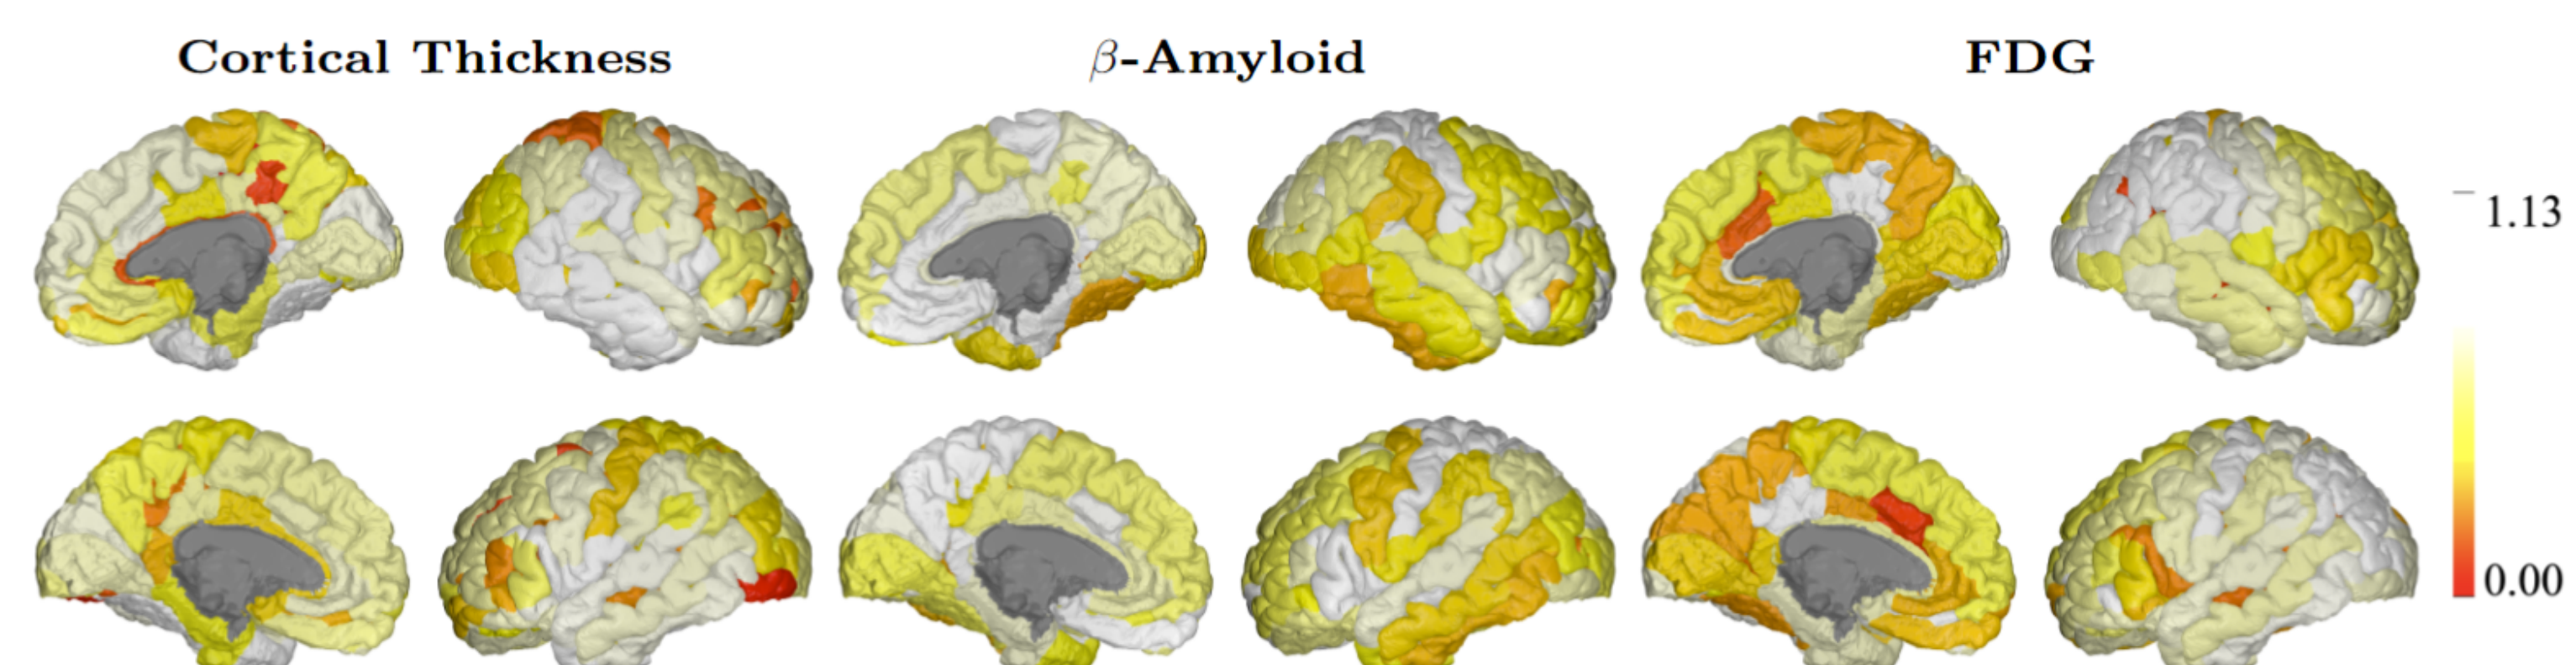 Cortical Thickness
β-Amyloid
FDG
1.13
0.00